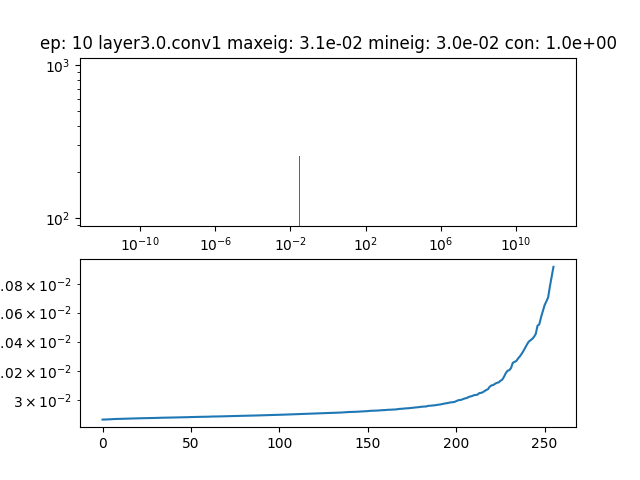 ep: 10 layer3.0.conv1 maxeig: 3.1e-02 mineig: 3.0e-02 con: 1.0e+00
10³
10²
10⁻¹⁰ 10⁻⁶ 10⁻² 10² 10⁶ 10¹⁰
.08 × 10⁻²
.06 × 10⁻²
.04 × 10⁻²
.02 × 10⁻²
3 × 10⁻²
0 50 100 150 200 250